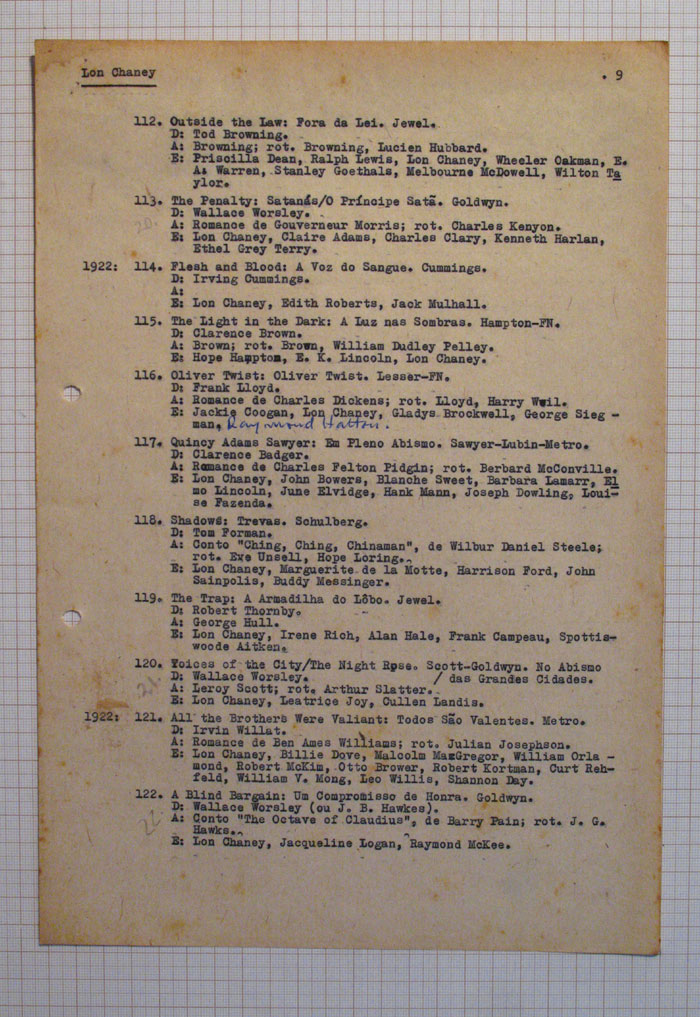 Lon Chaney
. 9
112. Outside the Law: Fora da Lei. Jewel.
D: Tod Browning.
A: Browning; rot. Browning, Lucien Hubbard.
E: Priscilla Dean, Ralph Lewis, Lon Chaney, Wheeler Oakman, E.
A. Warren, Stanley Goethals, Melbourne McDowell, Wilton Ta
ylor.
113. The Penalty: Satanás/O Príncipe Satã. Goldwyn.
D: Wallace Worsley.
A: Romance de Gouverneur Morris; rot. Charles Kenyon.
E: Lon Chaney, Claire Adams, Charles Clary, Kenneth Harlan,
Ethel Grey Terry.
1922: 114. Flesh and Blood: A Voz do Sangue. Cummings.
D: Irving Cummings.
A:
E: Lon Chaney, Edith Roberts, Jack Mulhall.
115. The Light in the Dark: A Luz nas Sombras. Hampton-FN.
D: Clarence Brown.
A: Brown; rot. Brown, William Dudley Pelley.
E: Hope Hampton, E. K. Lincoln, Lon Chaney.
116. Oliver Twist: Oliver Twist. Lesser-FN.
D: Frank Lloyd.
A: Romance de Charles Dickens; rot. Lloyd, Harry Weil.
E: Jackie Coogan, Lon Chaney, Gladys Brockwell, George Sieg -
man, Raymond Hatton.
117. Quincy Adams Sawyer: Em Pleno Abismo. Sawyer-Lubin-Metro.
D: Clarence Badger.
A: Romance de Charles Felton Pidgin; rot. Berbard McConville.
E: Lon Chaney, John Bowers, Blanche Sweet, Barbara Lamarr, El
mo Lincoln, June Elvidge, Hank Mann, Joseph Dowling, Loui-
se Fazenda.
118. Shadows: Trevas. Schulberg.
D: Tom Forman.
A: Conto "Ching, Ching, Chinaman", de Wilbur Daniel Steele;
rot. Eve Unsell, Hope Loring.
E: Lon Chaney, Marguerite de la Motte, Harrison Ford, John
Sainpolis, Buddy Messinger.
119. The Trap: A Armadilha do Lôbo. Jewel.
D: Robert Thornby.
A: George Hull.
E: Lon Chaney, Irene Rich, Alan Hale, Frank Campeau, Spottis-
woode Aitken.
120. Voices of the City/The Night Rose. Scott-Goldwyn. No Abismo
D: Wallace Worsley. / das Grandes Cidades.
21
A: Leroy Scott; rot. Arthur Slatter.
E: Lon Chaney, Leatrice Joy, Cullen Landis.
1922: 121. All the Brothers Were Valiant: Todos São Valentes. Metro.
D: Irvin Willat.
A: Romance de Ben Ames Williams; rot. Julian Josephson.
E: Lon Chaney, Billie Dove, Malcolm MacGregor, William Orla -
mond, Robert McKim, Otto Brower, Robert Kortman, Curt Reh-
feld, William V. Mong, Leo Willis, Shannon Day.
122. A Blind Bargain: Um Compromisso de Honra. Goldwyn.
D: Wallace Worsley (ou J. B. Hawkes).
22
A: Conto "The Octave of Claudius", de Barry Pain; rot. J. G.
Hawks.
E: Lon Chaney, Jacqueline Logan, Raymond McKee.